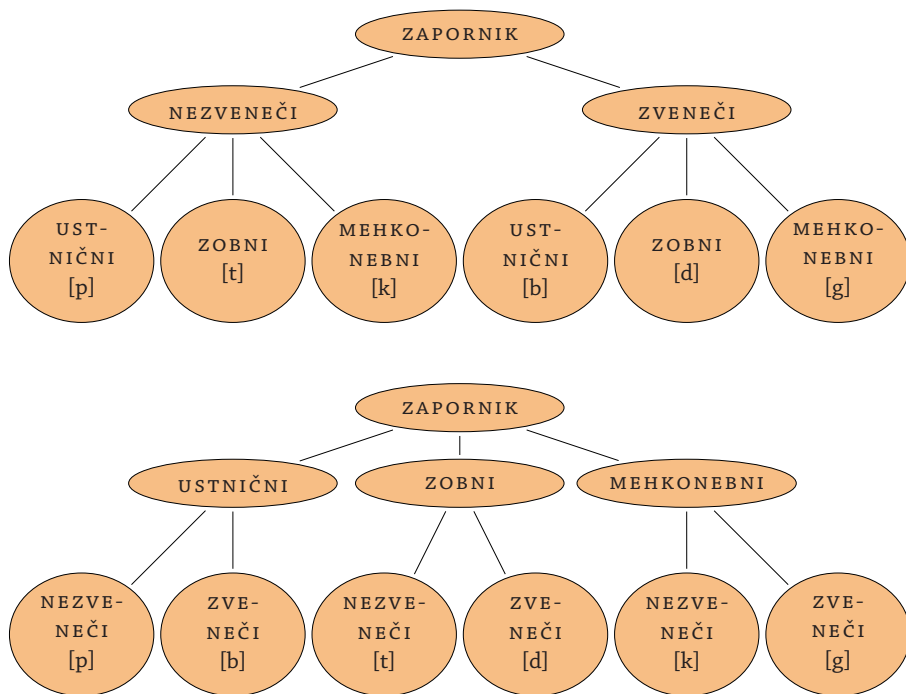 ZAPORNIK
NEZVENEČI
ZVENEČI
UST-
NIČNI
[p]
ZOBNI
[t]
MEHKO-
NEBNI
[k]
UST-
NIČNI
[b]
ZOBNI
[d]
MEHKO-
NEBNI
[g]
ZAPORNIK
USTNIČNI
ZOBNI
MEHKONEBNI
NEZVE-
NEČI
[p]
ZVE-
NEČI
[b]
NEZVE-
NEČI
[t]
ZVE-
NEČI
[d]
NEZVE-
NEČI
[k]
ZVE-
NEČI
[g]